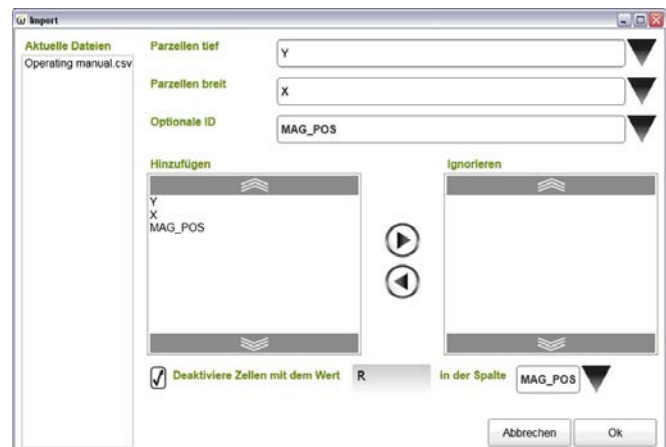 Import
Aktuelle Dateien
Operating manual.csv
Parzellen tief
Y
Parzellen breit
X
Optionale ID
MAG_POS
Hinzufügen
Y
X
MAG_POS
Ignorieren
Deaktiviere Zellen mit dem Wert R in der Spalte MAG_POS
Abbrechen Ok